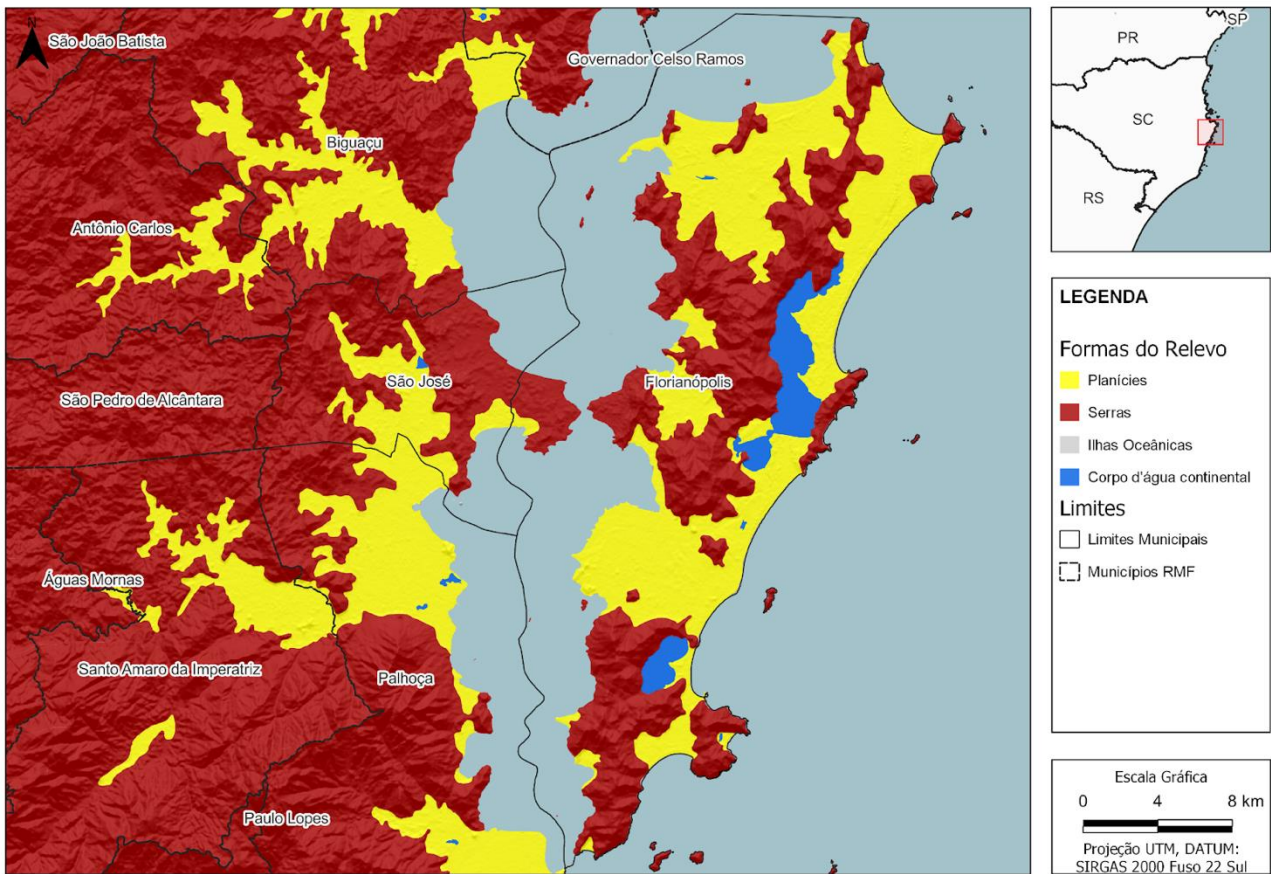 N
São João Batista
Governador Celso Ramos
Biguaçu
Antônio Carlos
São José
Florianópolis
São Pedro de Alcântara
Águas Mornas
Santo Amaro da Imperatriz
Palhoça
Paulo Lopes
SP
PR
SC
RS
LEGENDA
Formas do Relevo
Planícies
Serras
Ilhas Oceânicas
Corpo d'água continental
Limites
Limites Municipais
Municípios RMF
Escala Gráfica
0 4 8 km
Projeção UTM, DATUM:
SIRGAS 2000 Fuso 22 Sul